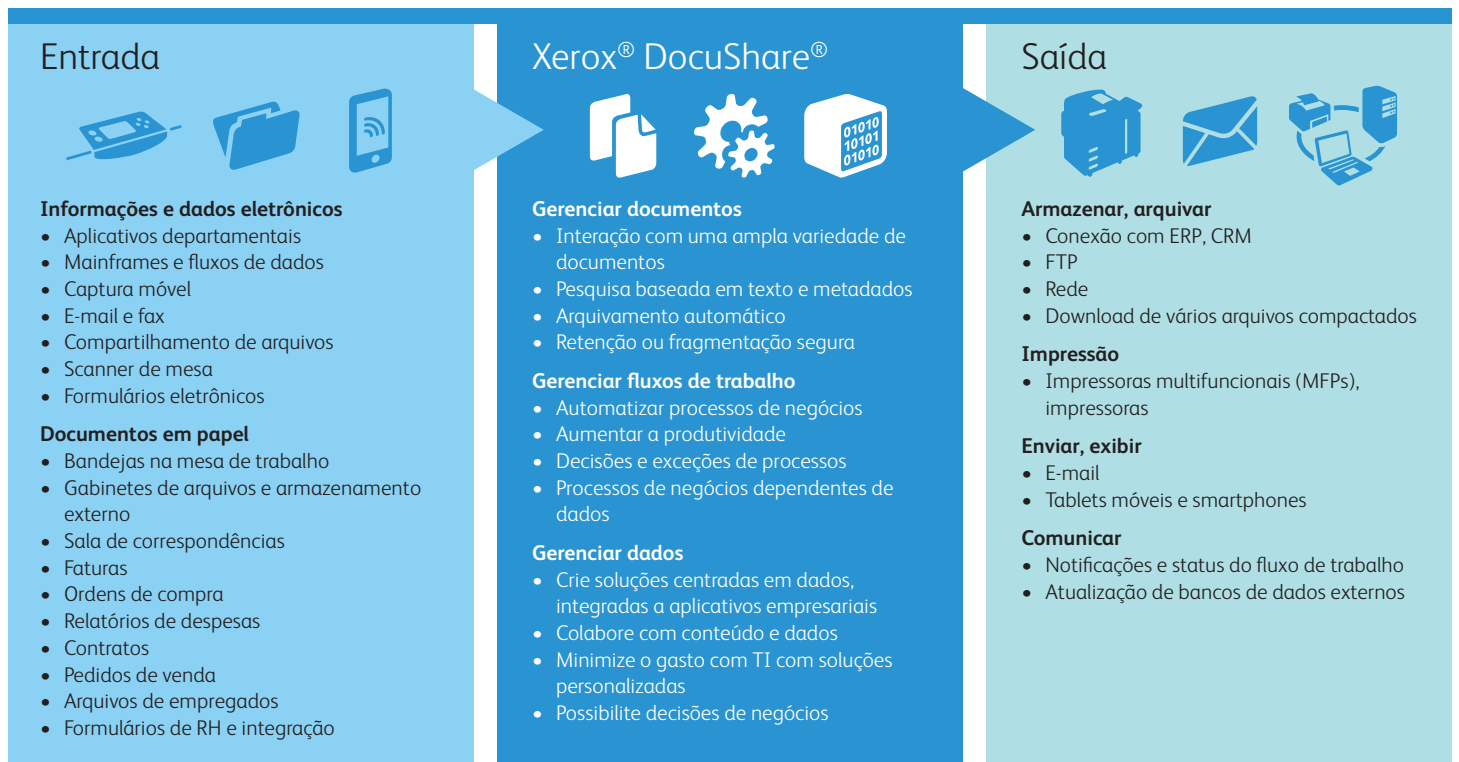 Entrada
Informações e dados eletrônicos
• Aplicativos departamentais
• Mainframes e fluxos de dados
• Captura móvel
• E-mail e fax
• Compartilhamento de arquivos
• Scanner de mesa
• Formulários eletrônicos
Documentos em papel
• Bandejas na mesa de trabalho
• Gabinetes de arquivos e armazenamento
externo
• Sala de correspondências
• Faturas
• Ordens de compra
• Relatórios de despesas
• Contratos
• Pedidos de venda
• Arquivos de empregados
• Formulários de RH e integração
Xerox® DocuShare®
01010
10101
01010
Gerenciar documentos
• Interação com uma ampla variedade de
documentos
• Pesquisa baseada em texto e metadados
• Arquivamento automático
• Retenção ou fragmentação segura
Gerenciar fluxos de trabalho
• Automatizar processos de negócios
• Aumentar a produtividade
• Decisões e exceções de processos
• Processos de negócios dependentes de
dados
Gerenciar dados
• Crie soluções centradas em dados,
integradas a aplicativos empresariais
• Colabore com conteúdo e dados
• Minimize o gasto com TI com soluções
personalizadas
• Possibilite decisões de negócios
Saída
Armazenar, arquivar
• Conexão com ERP, CRM
• FTP
• Rede
• Download de vários arquivos compactados
Impressão
• Impressoras multifuncionais (MFPs),
impressoras
Enviar, exibir
• E-mail
• Tablets móveis e smartphones
Comunicar
• Notificações e status do fluxo de trabalho
• Atualização de bancos de dados externos